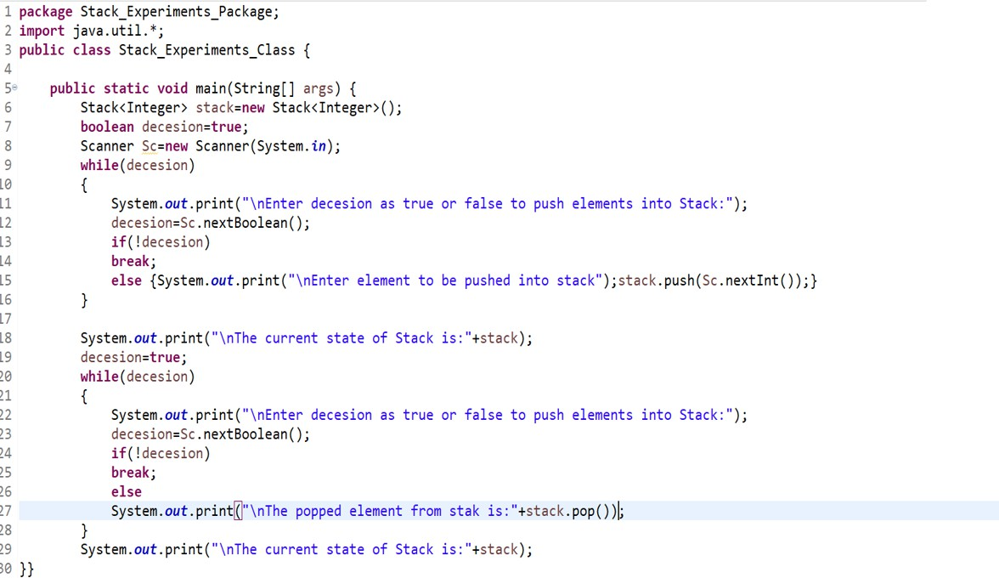 1 package Stack_Experiments_Package;
2 import java.util.*;
3 public class Stack_Experiments_Class {
4
5 public static void main(String[] args) {
6 Stack<Integer> stack=new Stack<Integer>();
7 boolean decesion=true;
8 Scanner Sc=new Scanner(System.in);
9 while(decesion)
10 {
11 System.out.print("\nEnter decesion as true or false to push elements into Stack:");
12 decesion=Sc.nextBoolean();
13 if(!decesion)
14 break;
15 else {System.out.print("\nEnter element to be pushed into stack");stack.push(Sc.nextInt());}
16 }
17
18 System.out.print("\nThe current state of Stack is:"+stack);
19 decesion=true;
20 while(decesion)
21 {
22 System.out.print("\nEnter decesion as true or false to push elements into Stack:");
23 decesion=Sc.nextBoolean();
24 if(!decesion)
25 break;
26 else
27 System.out.print("\nThe popped element from stak is:"+stack.pop());
28 }
29 System.out.print("\nThe current state of Stack is:"+stack);
30 }}